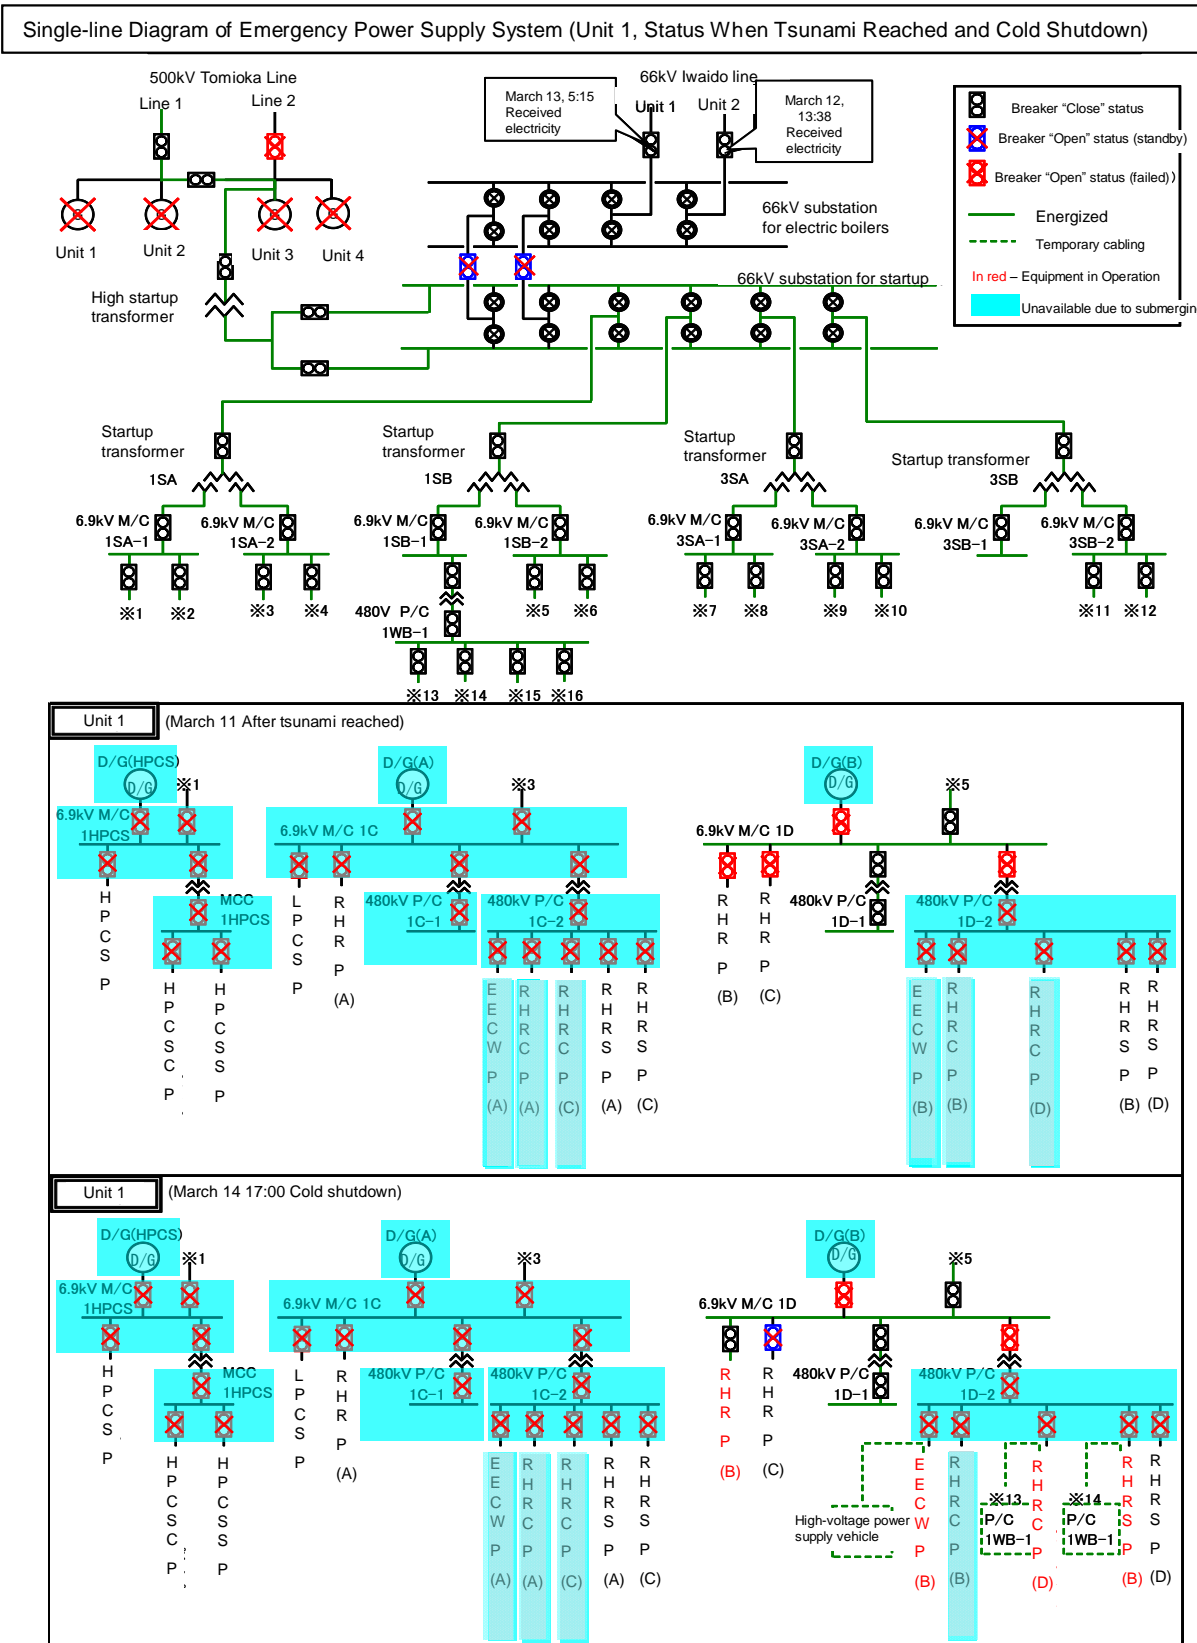 Single-line Diagram of Emergency Power Supply System (Unit 1, Status When Tsunami Reached and Cold Shutdown)
500kV Tomioka Line
Line 1
Line 2
66kV Iwaido line
Unit 1
Unit 2
March 13, 5:15
Received
electricity
March 12,
13:38
Received
electricity
Breaker “Close” status
Breaker “Open” status (standby)
Breaker “Open” status (failed))
Energized
Temporary cabling
In red – Equipment in Operation
Unavailable due to submergin
Unit 1
Unit 2
Unit 3
Unit 4
66kV substation
for electric boilers
66kV substation for startup
High startup
transformer
Startup
transformer
1SA
Startup
transformer
1SB
Startup
transformer
3SA
Startup transformer
3SB
6.9kV M/C
1SA-1
6.9kV M/C
1SA-2
6.9kV M/C
1SB-1
6.9kV M/C
1SB-2
6.9kV M/C
3SA-1
6.9kV M/C
3SA-2
6.9kV M/C
3SB-1
6.9kV M/C
3SB-2
※1
※2
※3
※4
480V P/C
1WB-1
※5
※6
※7
※8
※9
※10
※11
※12
※13
※14
※15
※16
Unit 1
(March 11 After tsunami reached)
D/G(HPCS)
D/G
※1
D/G(A)
D/G
※3
D/G(B)
D/G
※5
6.9kV M/C
1HPCS
6.9kV M/C 1C
6.9kV M/C 1D
MCC
1HPCS
480kV P/C
1C-1
480kV P/C
1C-2
480kV P/C
1D-1
480kV P/C
1D-2
HPCS P
HPCSC P
HPCSS P
LPCS P
RHR P (A)
EECW P (A)
RHRC P (A)
RHRC P (C)
RHRS P (A)
RHRS P (C)
RHR P (B)
RHR P (C)
EECW P (B)
RHRC P (B)
RHRC P (D)
RHRS P (B)
RHRS P (D)
Unit 1
(March 14 17:00 Cold shutdown)
D/G(HPCS)
D/G
※1
D/G(A)
D/G
※3
D/G(B)
D/G
※5
6.9kV M/C
1HPCS
6.9kV M/C 1C
6.9kV M/C 1D
MCC
1HPCS
480kV P/C
1C-1
480kV P/C
1C-2
480kV P/C
1D-1
480kV P/C
1D-2
HPCS P
HPCSC P
HPCSS P
LPCS P
RHR P (A)
EECW P (A)
RHRC P (A)
RHRC P (C)
RHRS P (A)
RHRS P (C)
RHR P (B)
RHR P (C)
High-voltage power
supply vehicle
EECW P (B)
RHRC P (B)
※13
P/C
1WB-1
RHRC P (D)
※14
P/C
1WB-1
RHRS P (B)
RHRS P (D)